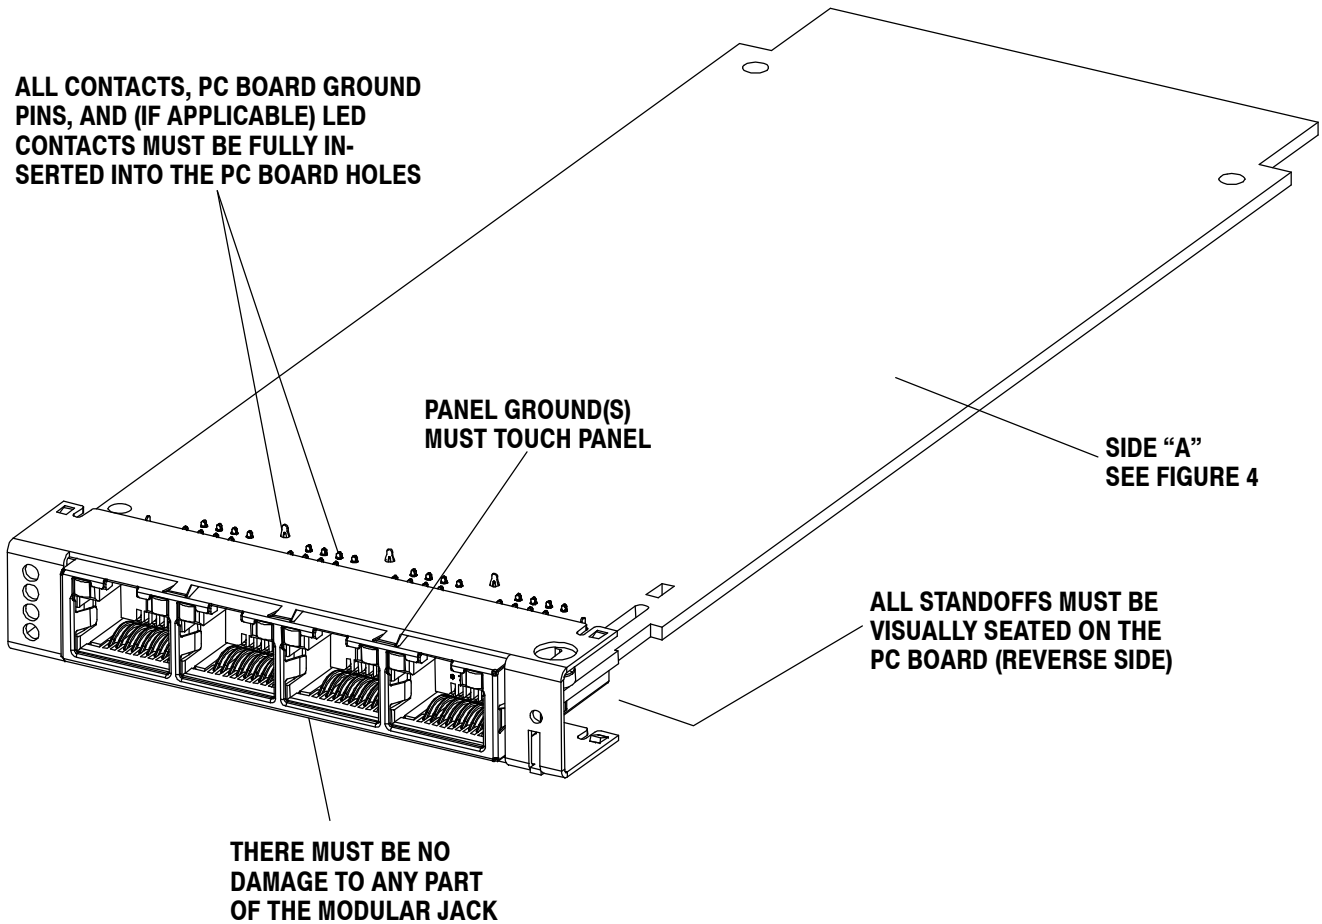 ALL CONTACTS, PC BOARD GROUND
PINS, AND (IF APPLICABLE) LED
CONTACTS MUST BE FULLY IN-
SERTED INTO THE PC BOARD HOLES
PANEL GROUND(S)
MUST TOUCH PANEL
SIDE “A”
SEE FIGURE 4
ALL STANDOFFS MUST BE
VISUALLY SEATED ON THE
PC BOARD (REVERSE SIDE)
THERE MUST BE NO
DAMAGE TO ANY PART
OF THE MODULAR JACK